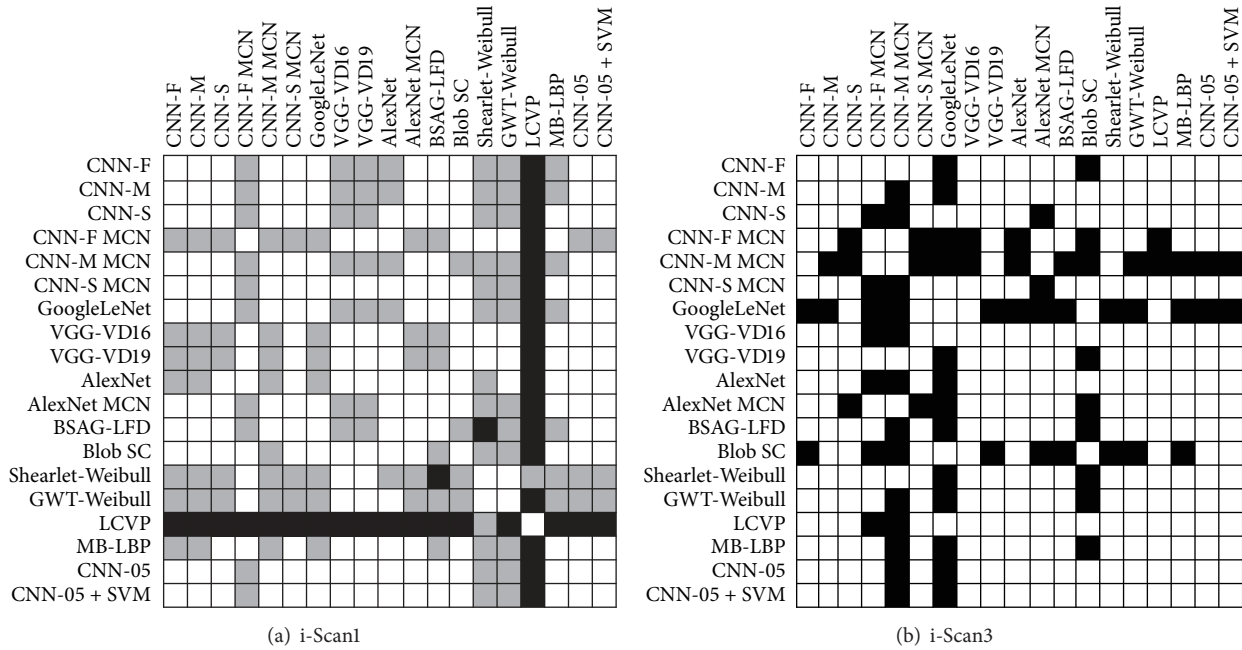 CNN-F
CNN-M
CNN-S
CNN-F MCN
CNN-M MCN
CNN-S MCN
GoogleLeNet
VGG-VD16
VGG-VD19
AlexNet
AlexNet MCN
BSAG-LFD
Blob SC
Shearlet-Weibull
GWT-Weibull
LCVP
MB-LBP
CNN-05
CNN-05 + SVM
CNN-F
CNN-M
CNN-S
CNN-F MCN
CNN-M MCN
CNN-S MCN
GoogleLeNet
VGG-VD16
VGG-VD19
AlexNet
AlexNet MCN
BSAG-LFD
Blob SC
Shearlet-Weibull
GWT-Weibull
LCVP
MB-LBP
CNN-05
CNN-05 + SVM
(a) i-Scan1
CNN-F
CNN-M
CNN-S
CNN-F MCN
CNN-M MCN
CNN-S MCN
GoogleLeNet
VGG-VD16
VGG-VD19
AlexNet
AlexNet MCN
BSAG-LFD
Blob SC
Shearlet-Weibull
GWT-Weibull
LCVP
MB-LBP
CNN-05
CNN-05 + SVM
CNN-F
CNN-M
CNN-S
CNN-F MCN
CNN-M MCN
CNN-S MCN
GoogleLeNet
VGG-VD16
VGG-VD19
AlexNet
AlexNet MCN
BSAG-LFD
Blob SC
Shearlet-Weibull
GWT-Weibull
LCVP
MB-LBP
CNN-05
CNN-05 + SVM
(b) i-Scan3